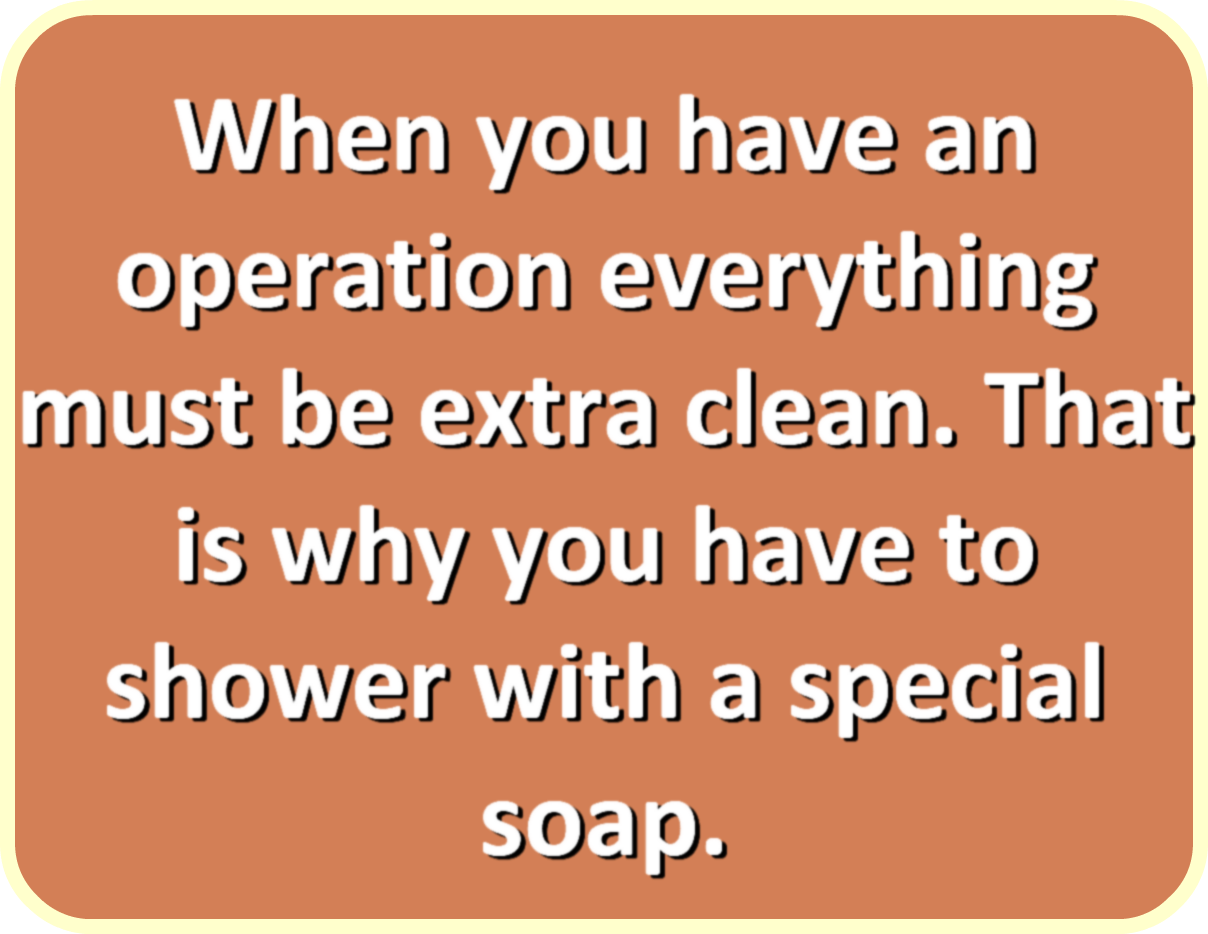 When you have an
operation everything
must be extra clean. That
is why you have to
shower with a special
soap.